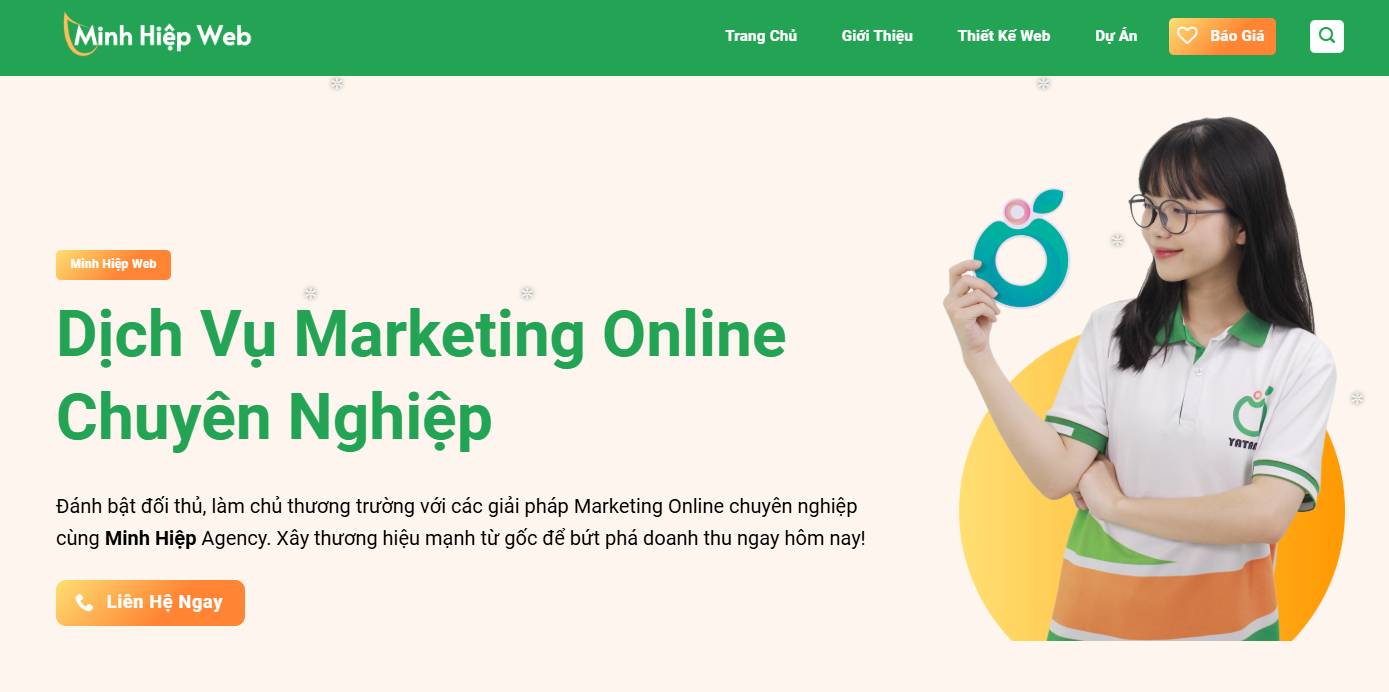 Minh Hiệp Web
Trang Chủ
Giới Thiệu
Thiết Kế Web
Dự Án
Báo Giá
Minh Hiệp Web
Dịch Vụ Marketing Online
Chuyên Nghiệp
Đánh bật đối thủ, làm chủ thương trường với các giải pháp Marketing Online chuyên nghiệp
cùng Minh Hiệp Agency. Xây thương hiệu mạnh từ gốc để bứt phá doanh thu ngay hôm nay!
Liên Hệ Ngay